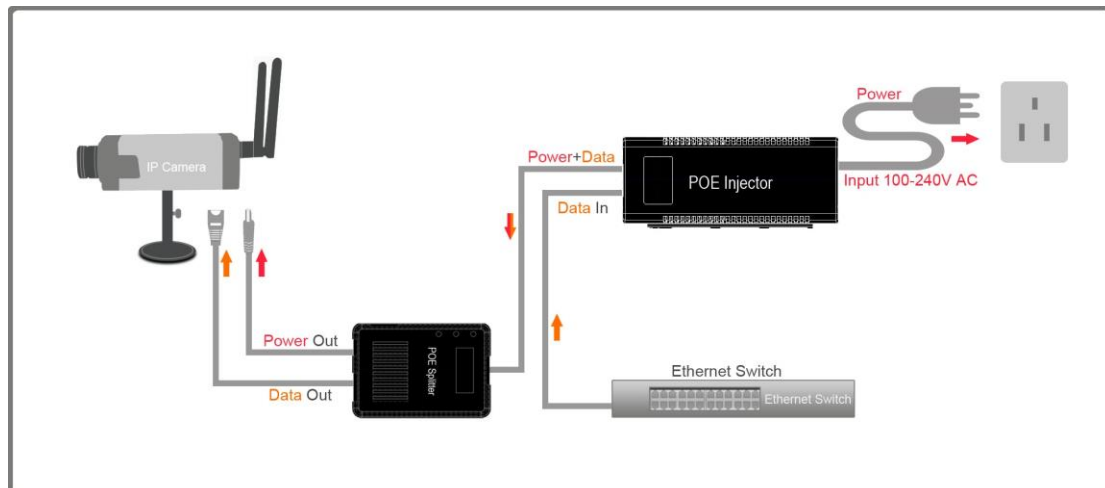 Power
IP Camera
Power+Data
POE Injector
Input 100-240V AC
Data In
Power Out
POE Splitter
Ethernet Switch
Data Out
Ethernet Switch